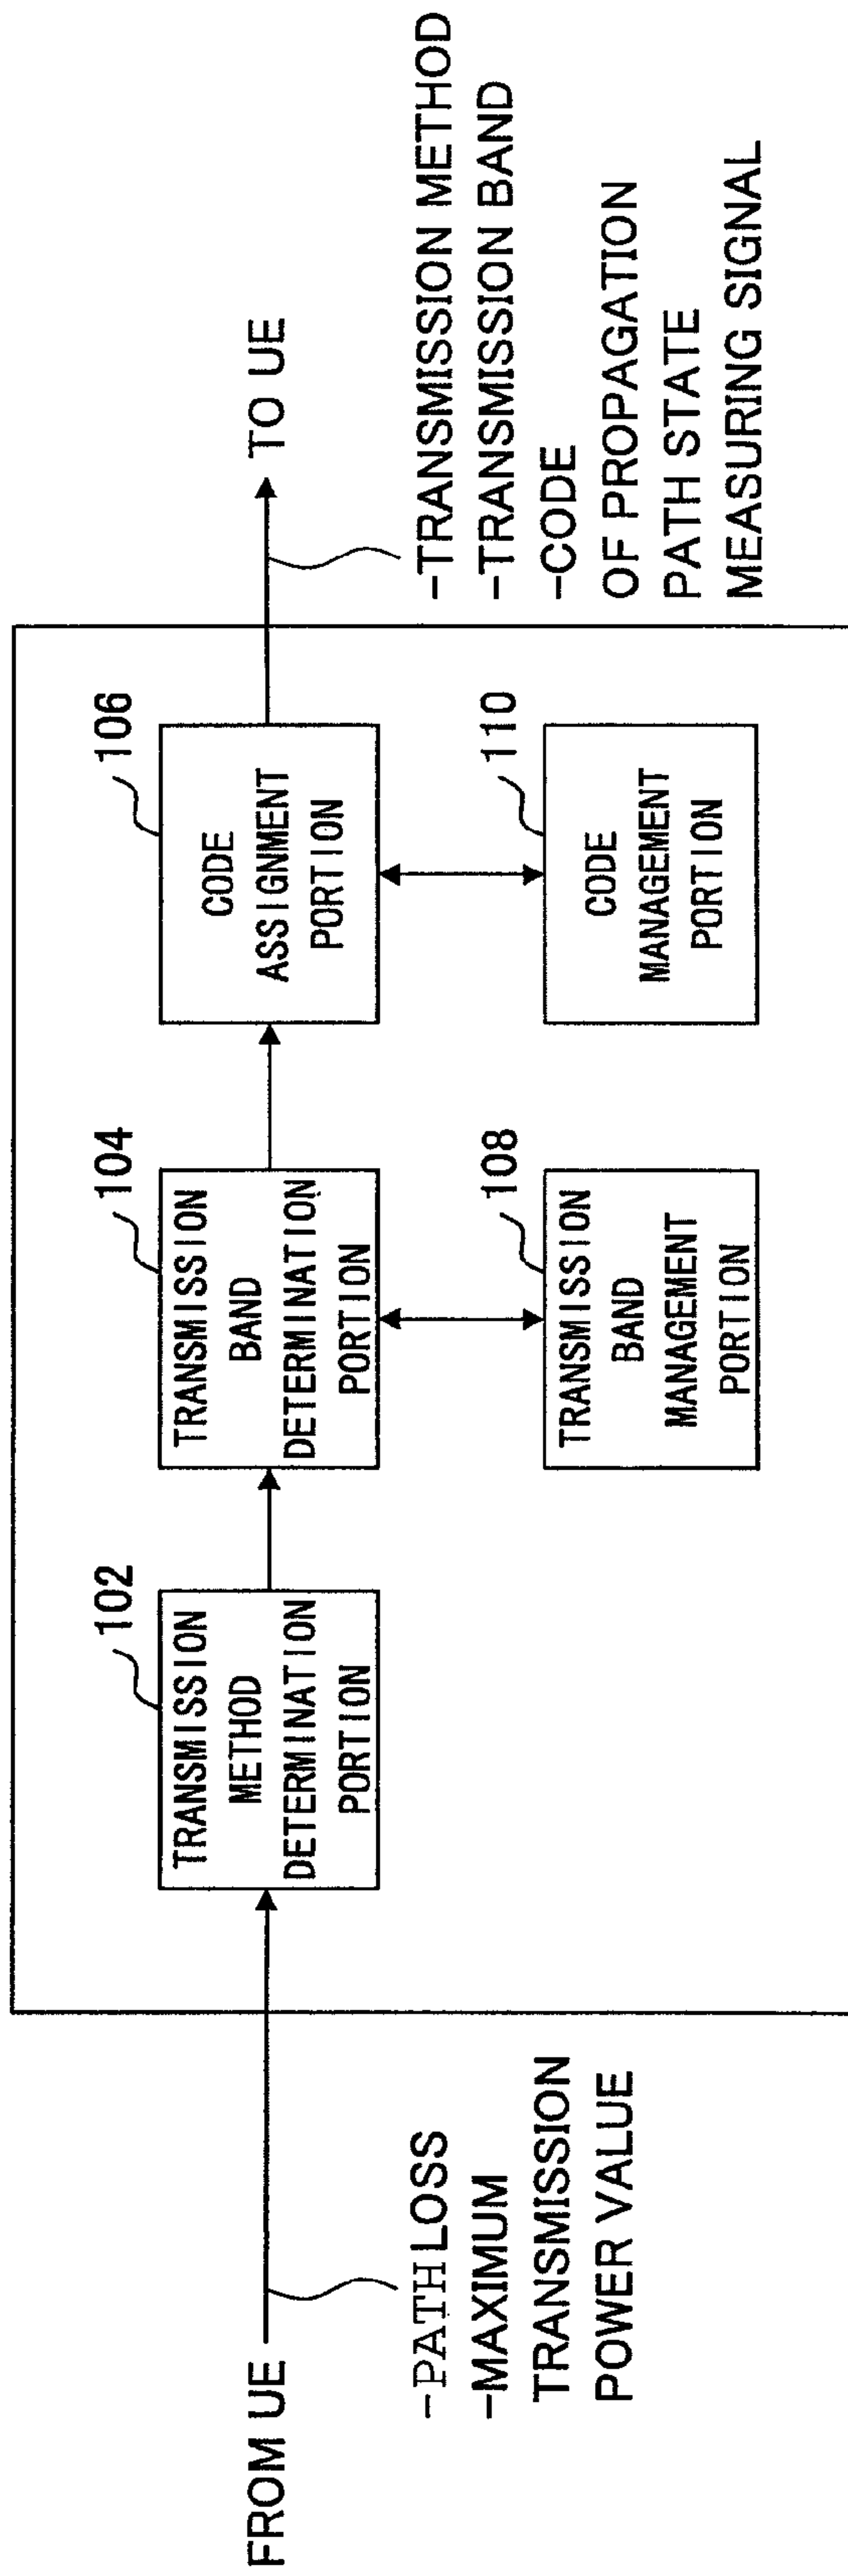 FROM UE
-PATH LOSS
-MAXIMUM
TRANSMISSION
POWER VALUE
102
TRANSMISSION
METHOD
DETERMINATION
PORTION
104
TRANSMISSION
BAND
DETERMINATION
PORTION
108
TRANSMISSION
BAND
MANAGEMENT
PORTION
106
CODE
ASSIGNMENT
PORTION
110
CODE
MANAGEMENT
PORTION
TO UE
-TRANSMISSION METHOD
-TRANSMISSION BAND
-CODE
OF PROPAGATION
PATH STATE
MEASURING SIGNAL